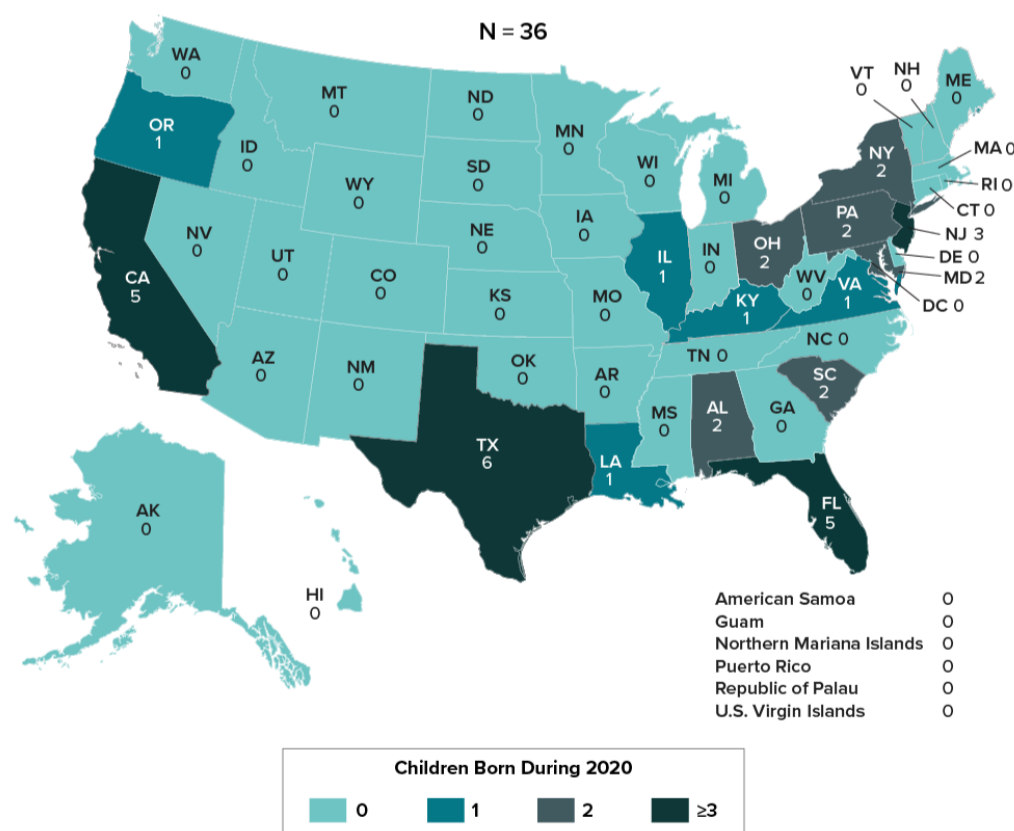 N = 36
WA
0
OR
1
CA
5
ID
0
NV
0
MT
0
WY
0
UT
0
AZ
0
CO
0
NM
0
ND
0
SD
0
NE
0
KS
0
OK
0
TX
6
MN
0
IA
0
MO
0
AR
0
LA
1
WI
0
IL
1
MI
0
IN
0
OH
2
KY
1
TN 0
MS
0
AL
2
GA
0
FL
5
SC
2
NC 0
VA
1
WV
0
PA
2
NY
2
VT
0
NH
0
ME
0
MA 0
RI 0
CT 0
NJ 3
DE 0
MD 2
DC 0
AK
0
HI
0
American Samoa 0
Guam 0
Northern Mariana Islands 0
Puerto Rico 0
Republic of Palau 0
U.S. Virgin Islands 0
Children Born During 2020
0 1 2 ≥3